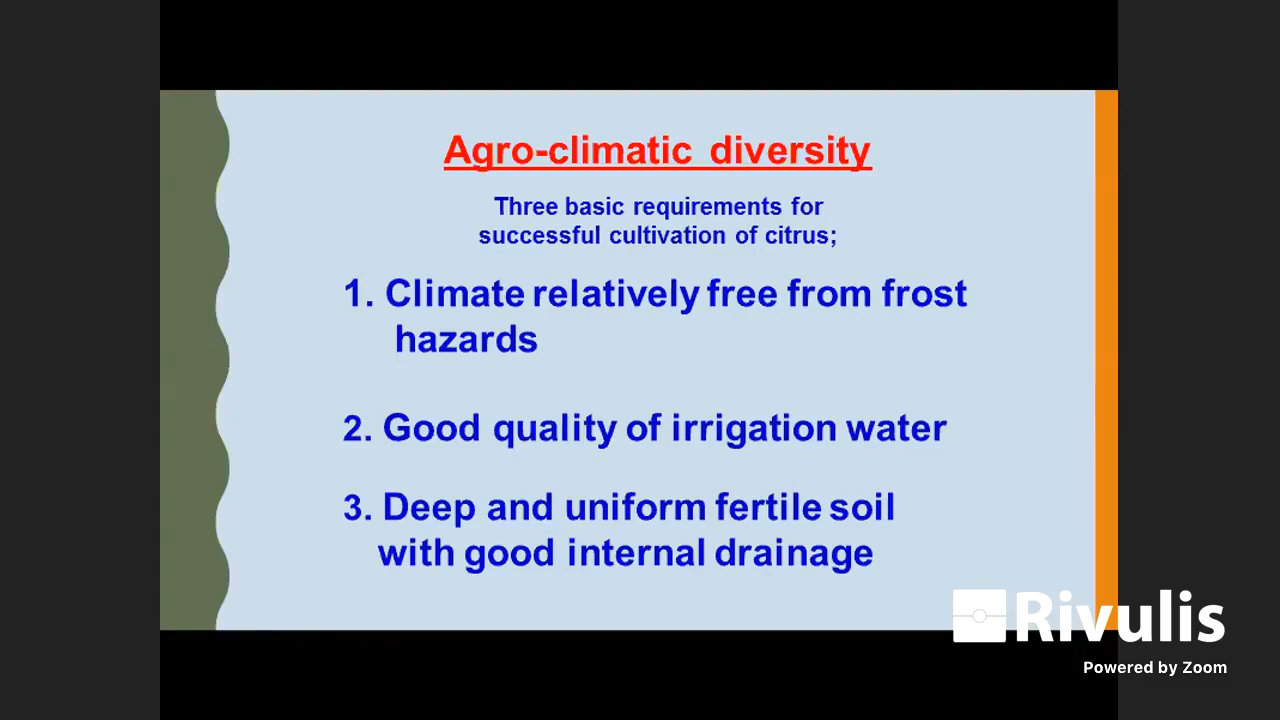 Agro-climatic diversity
Three basic requirements for
successful cultivation of citrus;
1. Climate relatively free from frost
hazards
2. Good quality of irrigation water
3. Deep and uniform fertile soil
with good internal drainage
Rivulis
Powered by Zoom